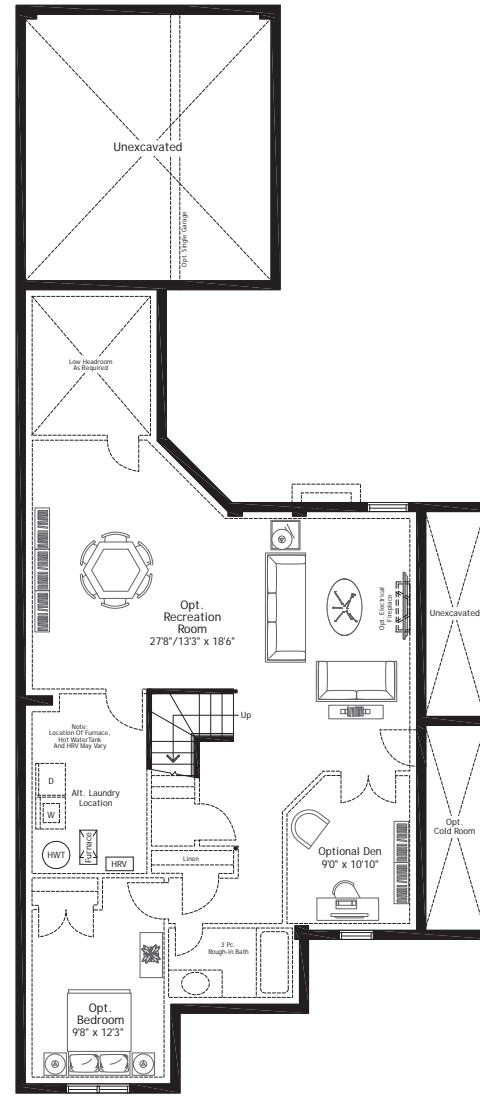 Unexcavated
Opt. Single Garage
Low Headroom
As Required
Opt.
Recreation
Room
27'8"/13'3" x 18'6"
Opt. Electrical
Fireplace
Unexcavated
Note:
Location Of Furnace,
Hot WaterTank
And HRV May Vary
Up
D
Alt. Laundry
Location
W
Furnace
HWT
HRV
Linen
Optional Den
9'0" x 10'10"
Opt.
Cold Room
3 Pc.
Rough-in Bath
Opt.
Bedroom
9'8" x 12'3"